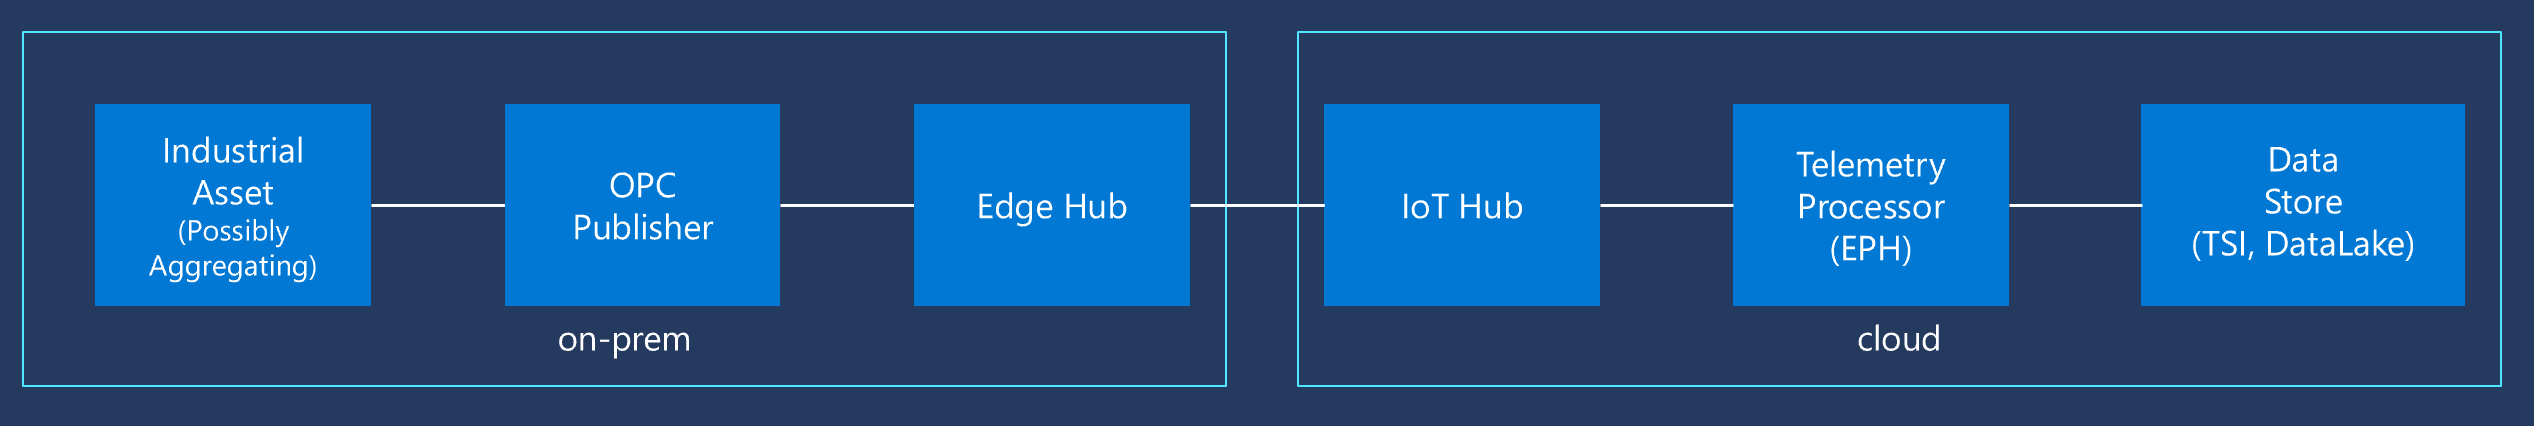 Industrial
Asset
(Possibly
Aggregating)
OPC
Publisher
Edge Hub
on-prem
IoT Hub
Telemetry
Processor
(EPH)
Data
Store
(TSI, DataLake)
cloud